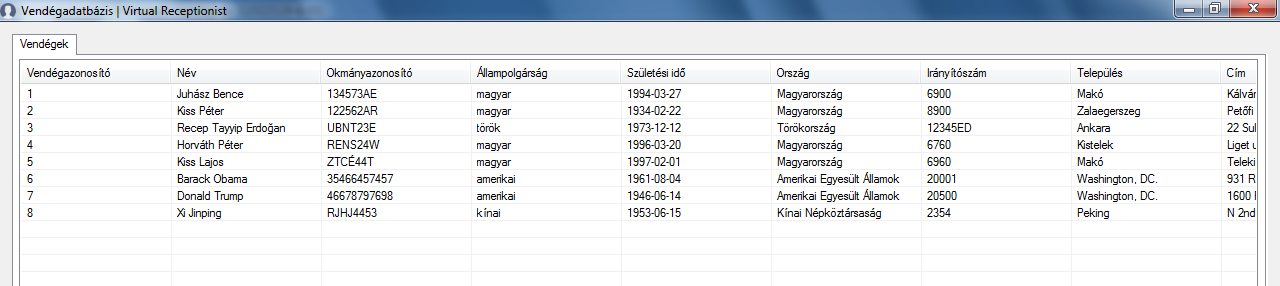 Vendégadatbázis | Virtual Receptionist
Vendégek
Vendégazonosító Név Okmányazonosító Állampolgárság Születési idő Ország Irányítószám Település Cím
1 Juhász Bence 134573AE magyar 1994-03-27 Magyarország 6900 Makó Kálvár
2 Kiss Péter 122562AR magyar 1934-02-22 Magyarország 8900 Zalaegerszeg Petőfi
3 Recep Tayyip Erdoğan UBNT23E török 1973-12-12 Törökország 12345ED Ankara 22 Sul
4 Horváth Péter RENS24W magyar 1996-03-20 Magyarország 6760 Kistelek Liget u
5 Kiss Lajos ZTCÉ44T magyar 1997-02-01 Magyarország 6960 Makó Teleki
6 Barack Obama 35466457457 amerikai 1961-08-04 Amerikai Egyesült Államok 20001 Washington, DC. 931 R
7 Donald Trump 46678797698 amerikai 1946-06-14 Amerikai Egyesült Államok 20500 Washington, DC. 1600
8 Xi Jinping RJHJ4453 kínai 1953-06-15 Kínai Népköztársaság 2354 Peking N 2nd